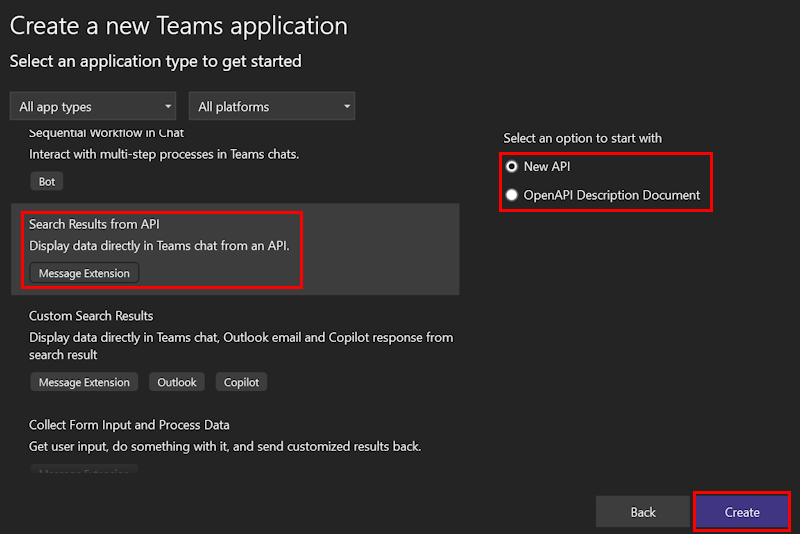 Create a new Teams application
Select an application type to get started
All app types
All platforms
Sequential Workflow in Chat
Interact with multi-step processes in Teams chats.
Bot
Search Results from API
Display data directly in Teams chat from an API.
Message Extension
Custom Search Results
Display data directly in Teams chat, Outlook email and Copilot response from
search result
Message Extension Outlook Copilot
Collect Form Input and Process Data
Get user input, do something with it, and send customized results back.
Message Extension
Select an option to start with
New API
OpenAPI Description Document
Back
Create